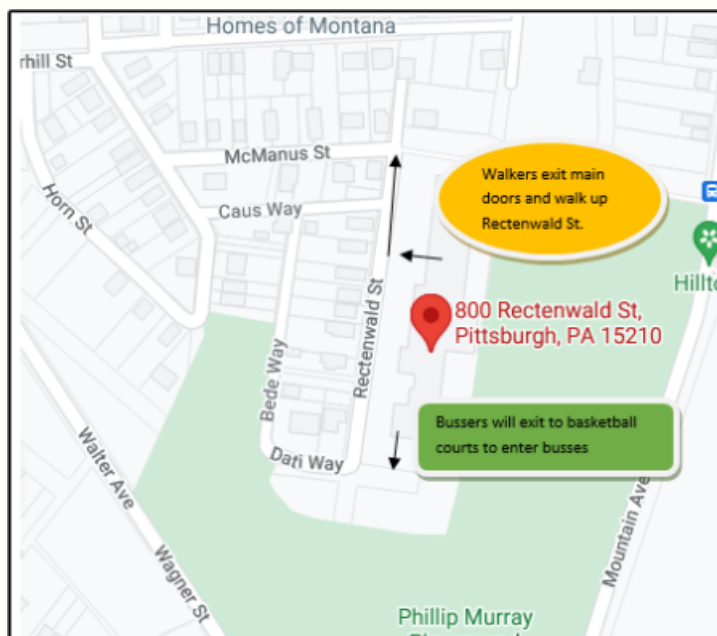 Homes of Montana
rhill St
McManus St
Walkers exit main
doors and walk up
Rectenwald St.
Horn St
Caus Way
Hillto
Rectenwald St
800 Rectenwald St,
Pittsburgh, PA 15210
Bede Way
Bussers will exit to basketball
courts to enter busses
Walter Ave
Dati Way
Mountain Ave
Wagner St
Phillip Murray